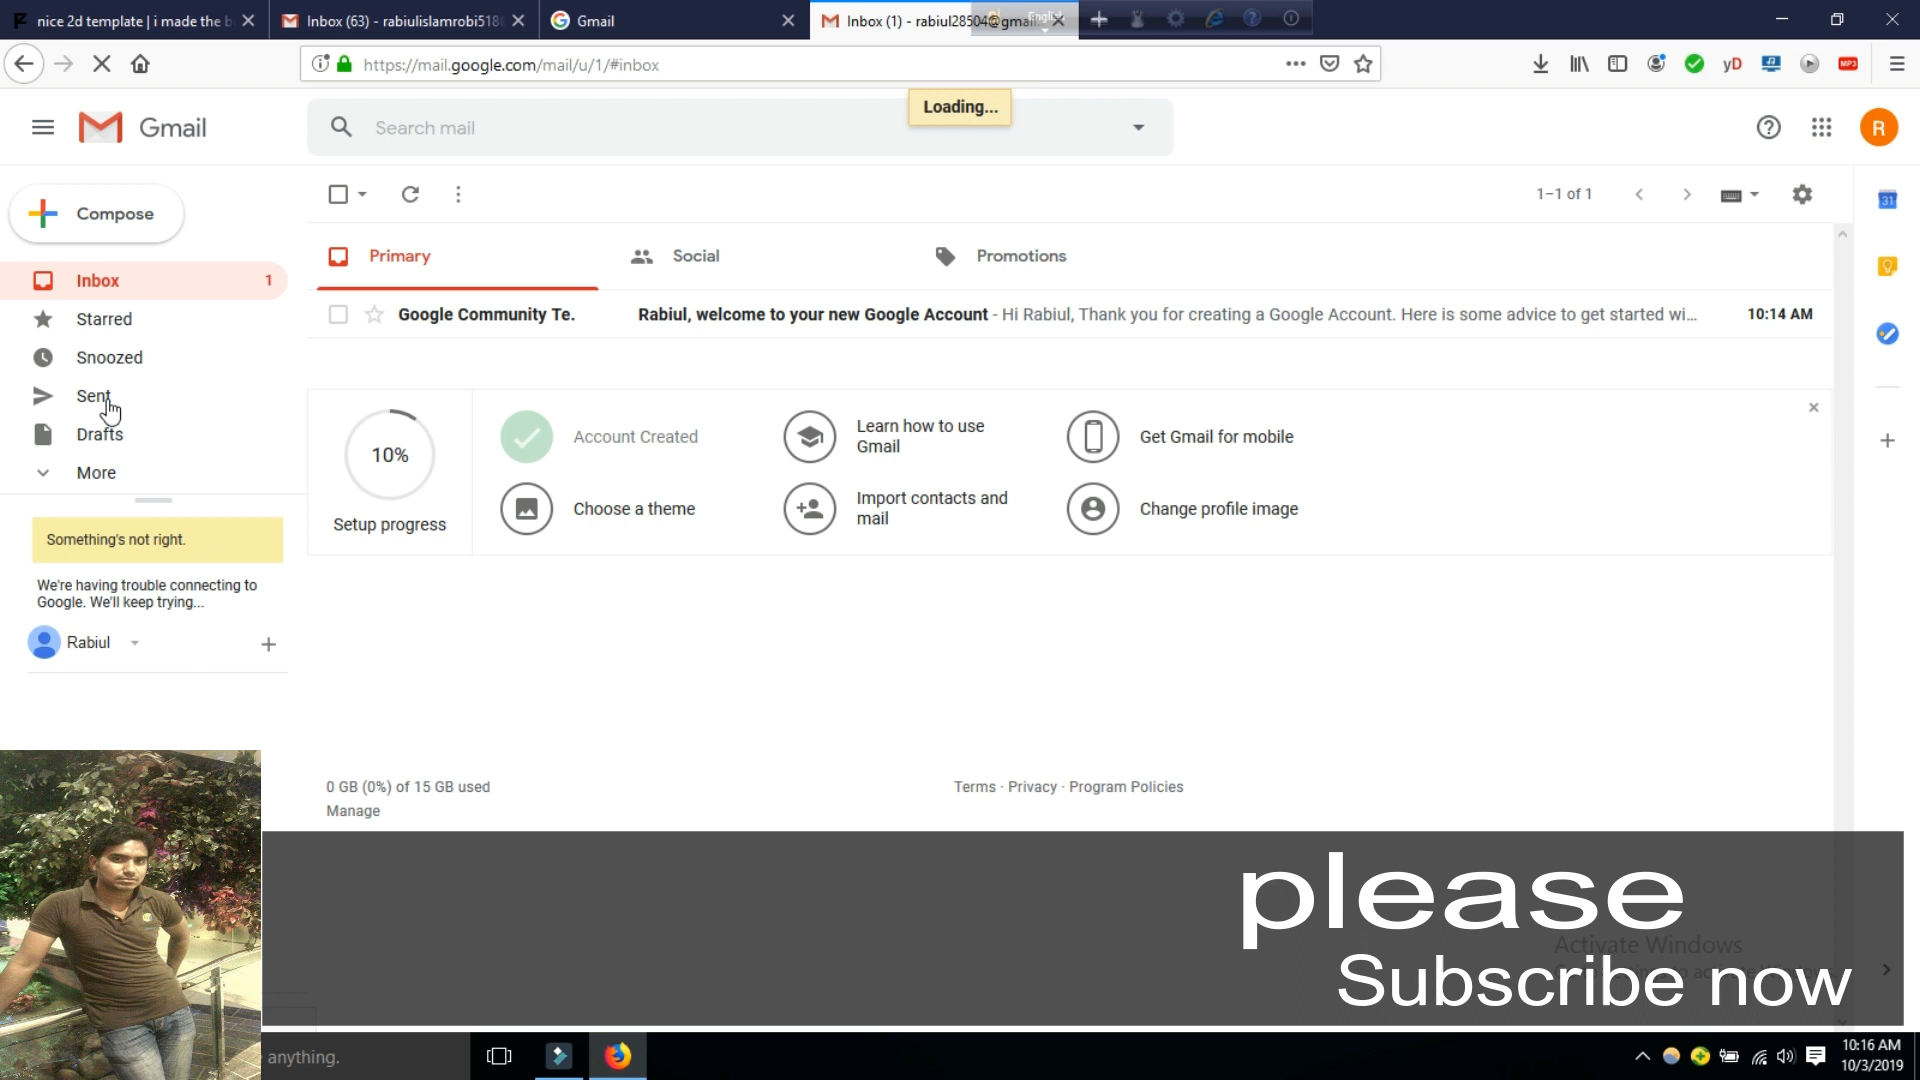 nice 2d template | i made the b
Inbox (63) - rabiulislamrobi518
Gmail
Inbox (1) - rabiul28504@gmai
English
https://mail.google.com/mail/u/1/#inbox
yD
MP3
Loading...
Gmail
Search mail
R
Compose
1–1 of 1
31
Primary
Social
Promotions
Inbox
1
Google Community Te.
Rabiul, welcome to your new Google Account - Hi Rabiul, Thank you for creating a Google Account. Here is some advice to get started wi...
10:14 AM
Starred
Snoozed
Sent
Drafts
More
10%
Setup progress
Account Created
Learn how to use
Gmail
Get Gmail for mobile
Choose a theme
Import contacts and
mail
Change profile image
Something's not right.
We're having trouble connecting to
Google. We'll keep trying...
Rabiul
0 GB (0%) of 15 GB used
Manage
Terms · Privacy · Program Policies
please
Activate Windows
Subscribe now
anything.
10:16 AM
10/3/2019